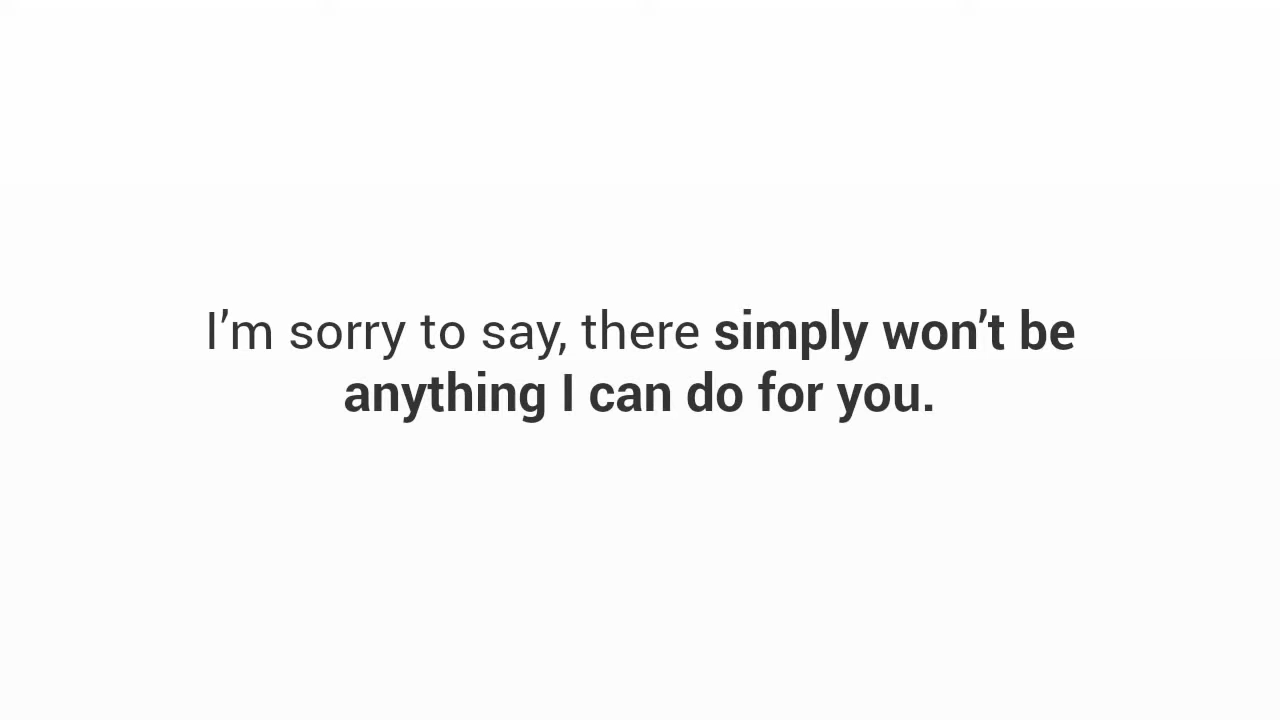 I’m sorry to say, there simply won’t be
anything I can do for you.